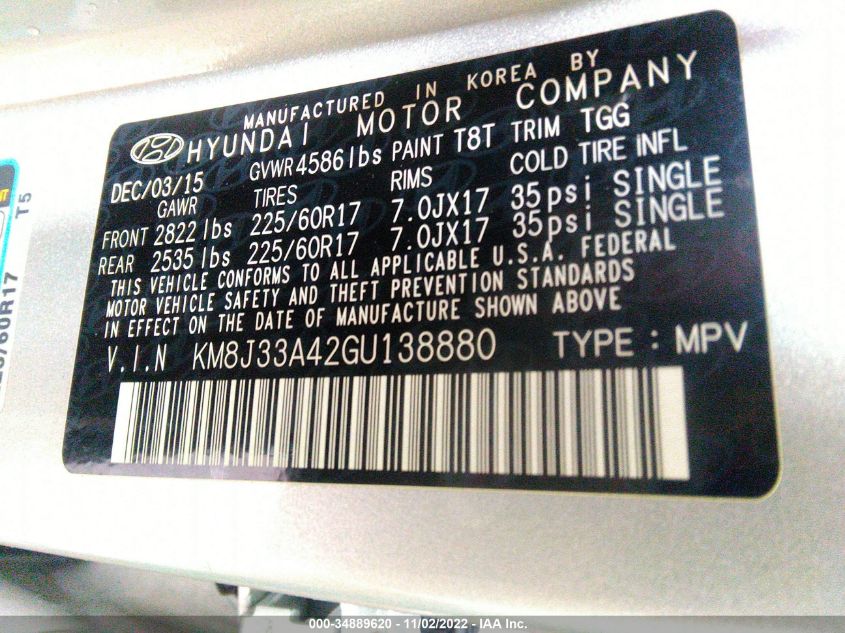 MANUFACTURED IN KOREA BY
HYUNDAI MOTOR COMPANY
DEC/03/15 GVWR 4586 lbs PAINT T8T TRIM TGG
GAWR TIRES RIMS COLD TIRE INFL
FRONT 2822 lbs 225/60R17 7.0JX17 35psi SINGLE
REAR 2535 lbs 225/60R17 7.0JX17 35psi SINGLE
THIS VEHICLE CONFORMS TO ALL APPLICABLE U.S.A. FEDERAL
MOTOR VEHICLE SAFETY AND THEFT PREVENTION STANDARDS
IN EFFECT ON THE DATE OF MANUFACTURE SHOWN ABOVE
V.I.N KM8J33A42GU138880 TYPE : MPV
T5
000-34889620 - 11/02/2022 - IAA Inc.